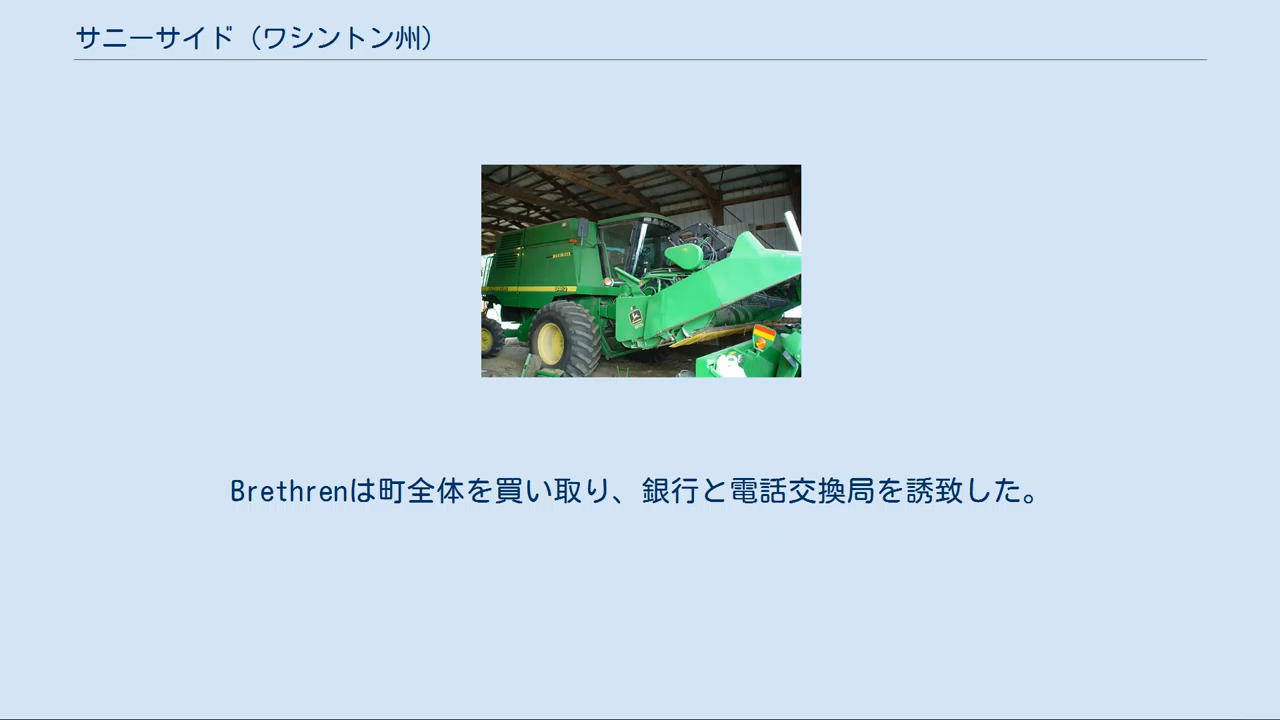 サニーサイド（ワシントン州）
Brethrenは町全体を買い取り、銀行と電話交換局を誘致した。